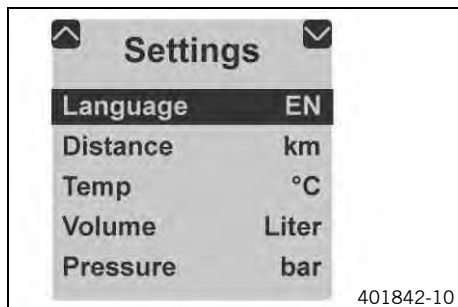 Settings
Language EN
Distance km
Temp °C
Volume Liter
Pressure bar
401842-10